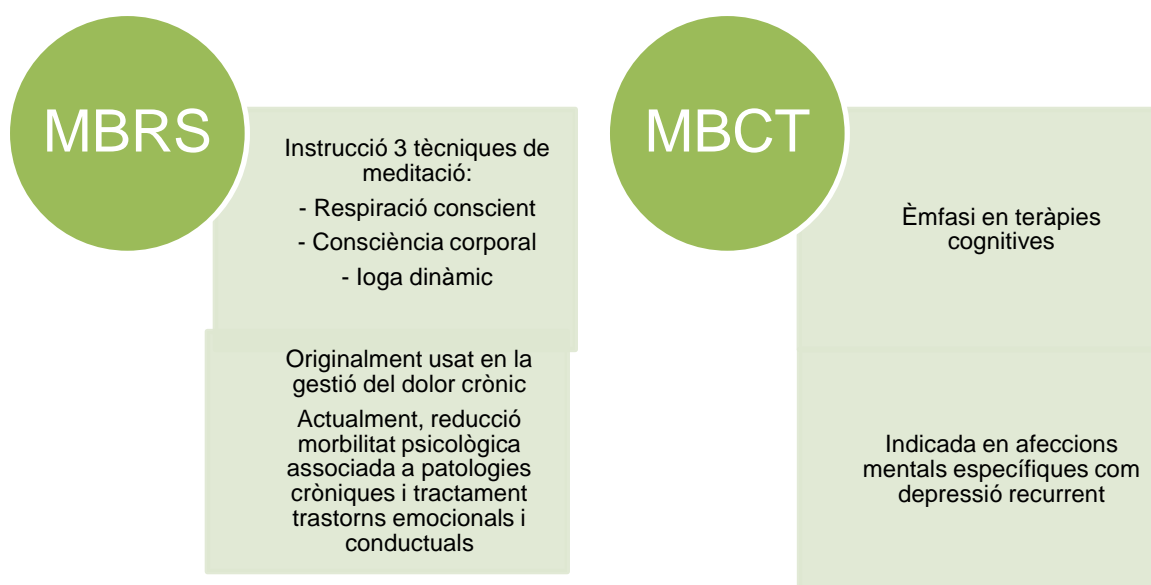 MBRS
Instrucció 3 tècniques de
meditació:
- Respiració conscient
- Consciència corporal
- Ioga dinàmic
Originalment usat en la
gestió del dolor crònic
Actualment, reducció
morbilitat psicològica
associada a patologies
cròniques i tractament
trastorns emocionals i
conductuals
MBCT
Èmfasi en teràpies
cognitives
Indicada en afeccions
mentals específiques com
depressió recurrent